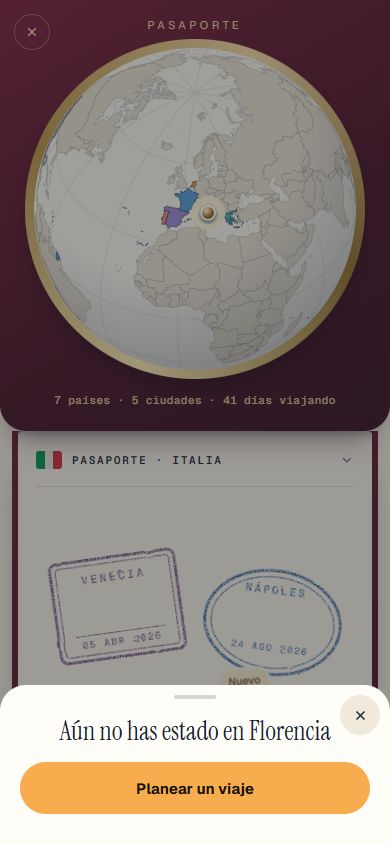 PASAPORTE
7 países · 5 ciudades · 41 días viajando
PASAPORTE · ITALIA
VENECIA
05 ABR 2026
NÁPOLES
24 AGO 2026
Nuevo
Aún no has estado en Florencia
Planear un viaje